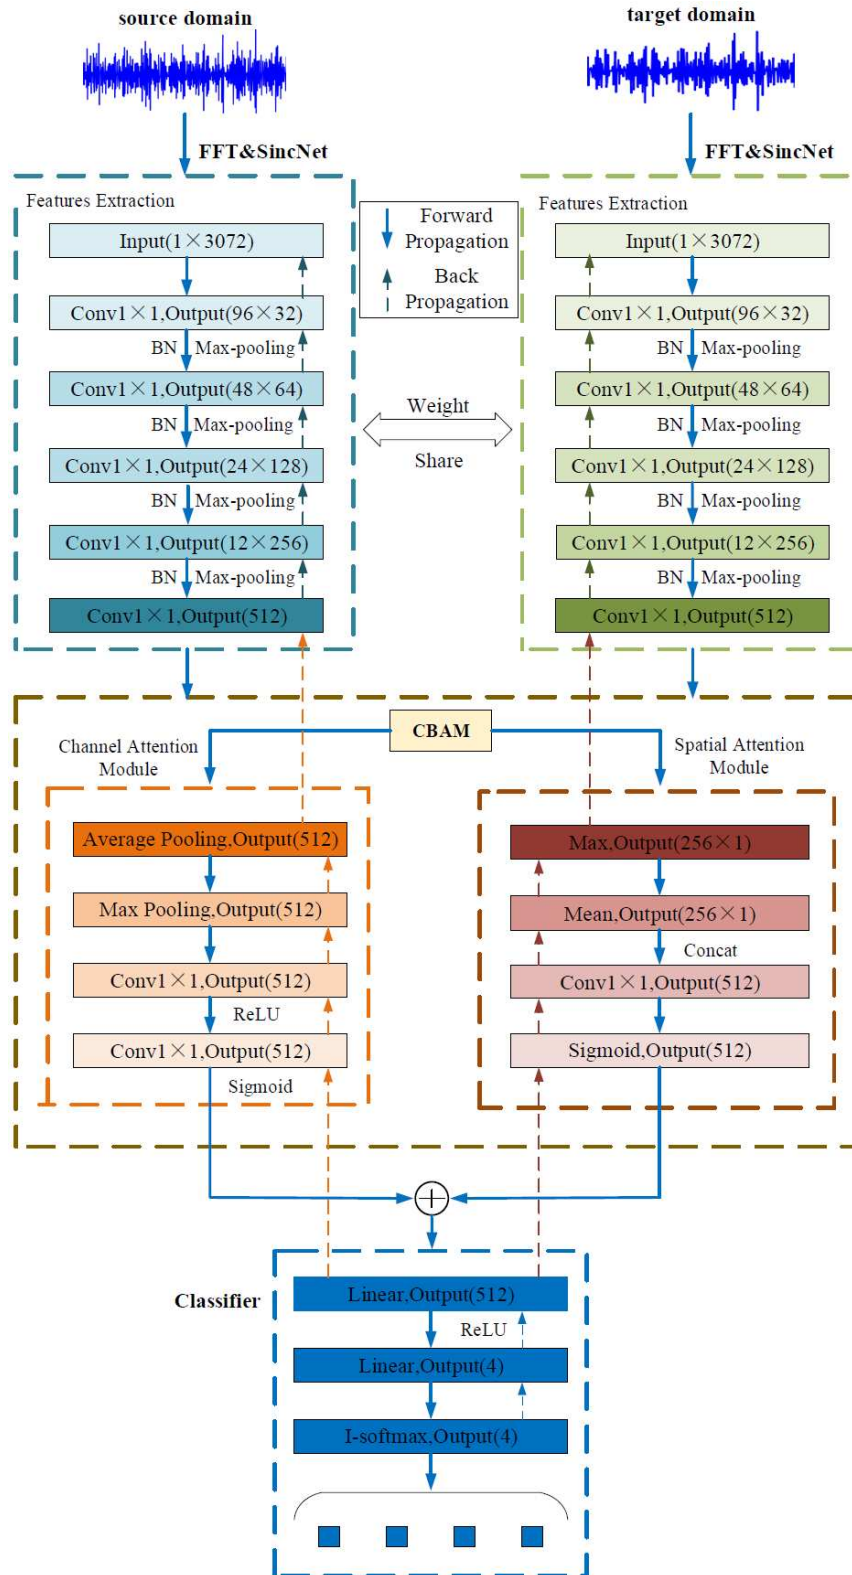 source domain
target domain
FFT&SincNet
FFT&SincNet
Features Extraction
Input(1×3072)
Conv1×1,Output(96×32)
BN Max-pooling
Conv1×1,Output(48×64)
BN Max-pooling
Conv1×1,Output(24×128)
BN Max-pooling
Conv1×1,Output(12×256)
BN Max-pooling
Conv1×1,Output(512)
Forward
Propagation
Back
Propagation
Weight
Share
Features Extraction
Input(1×3072)
Conv1×1,Output(96×32)
BN Max-pooling
Conv1×1,Output(48×64)
BN Max-pooling
Conv1×1,Output(24×128)
BN Max-pooling
Conv1×1,Output(12×256)
BN Max-pooling
Conv1×1,Output(512)
CBAM
Channel Attention
Module
Average Pooling,Output(512)
Max Pooling,Output(512)
Conv1×1,Output(512)
ReLU
Conv1×1,Output(512)
Sigmoid
Spatial Attention
Module
Max,Output(256×1)
Mean,Output(256×1)
Concat
Conv1×1,Output(512)
Sigmoid,Output(512)
Classifier
Linear,Output(512)
ReLU
Linear,Output(4)
I-softmax,Output(4)